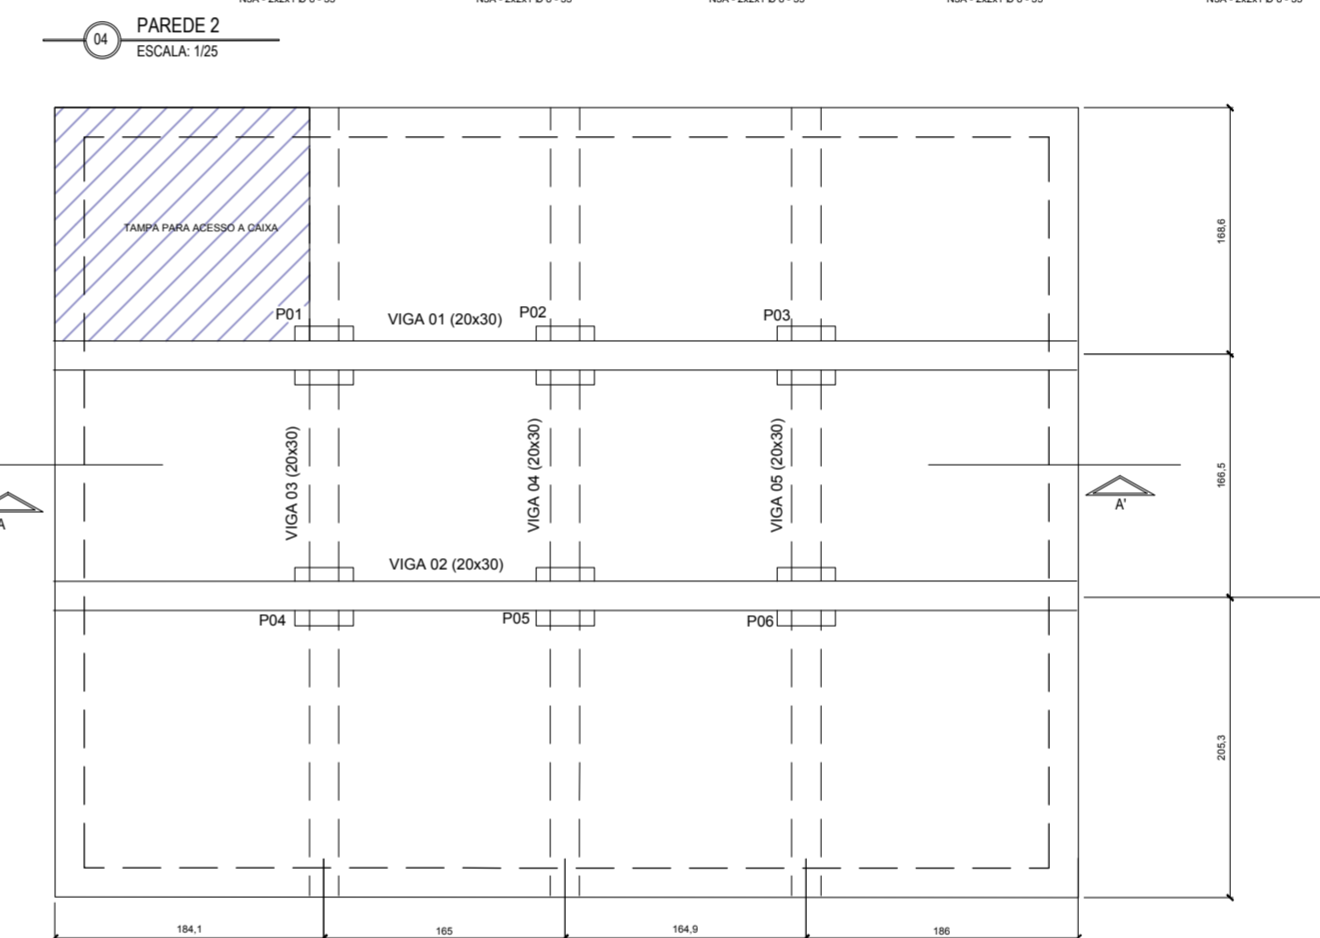 04
PAREDE 2
ESCALA: 1/25
TAMPA PARA ACESSO A CAIXA
168,6
P01
VIGA 01 (20x30)
P02
P03
VIGA 03 (20x30)
VIGA 04 (20x30)
VIGA 05 (20x30)
166,5
A
A'
VIGA 02 (20x30)
P04
P05
P06
205,3
184,1
165
164,9
186